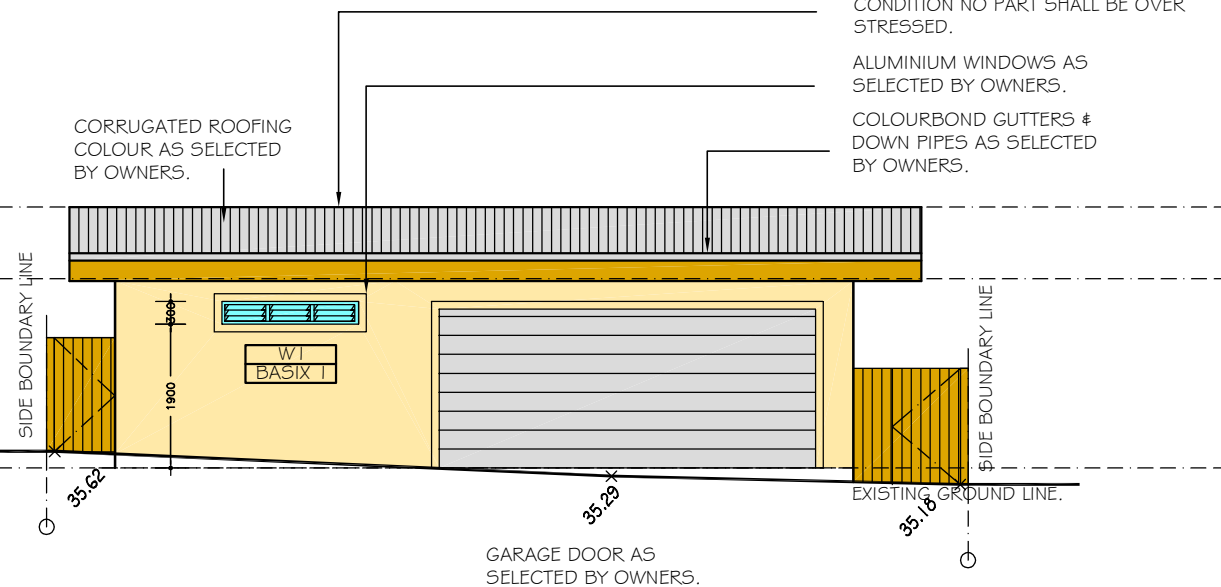 CONDITION NO PART SHALL BE OVER
STRESSED.
ALUMINIUM WINDOWS AS
SELECTED BY OWNERS.
COLOURBOND GUTTERS &
DOWN PIPES AS SELECTED
BY OWNERS.
CORRUGATED ROOFING
COLOUR AS SELECTED
BY OWNERS.
SIDE BOUNDARY LINE
300
1900
W1
BASIX 1
SIDE BOUNDARY LINE
35.62
35.29
35.18
EXISTING GROUND LINE.
GARAGE DOOR AS
SELECTED BY OWNERS.